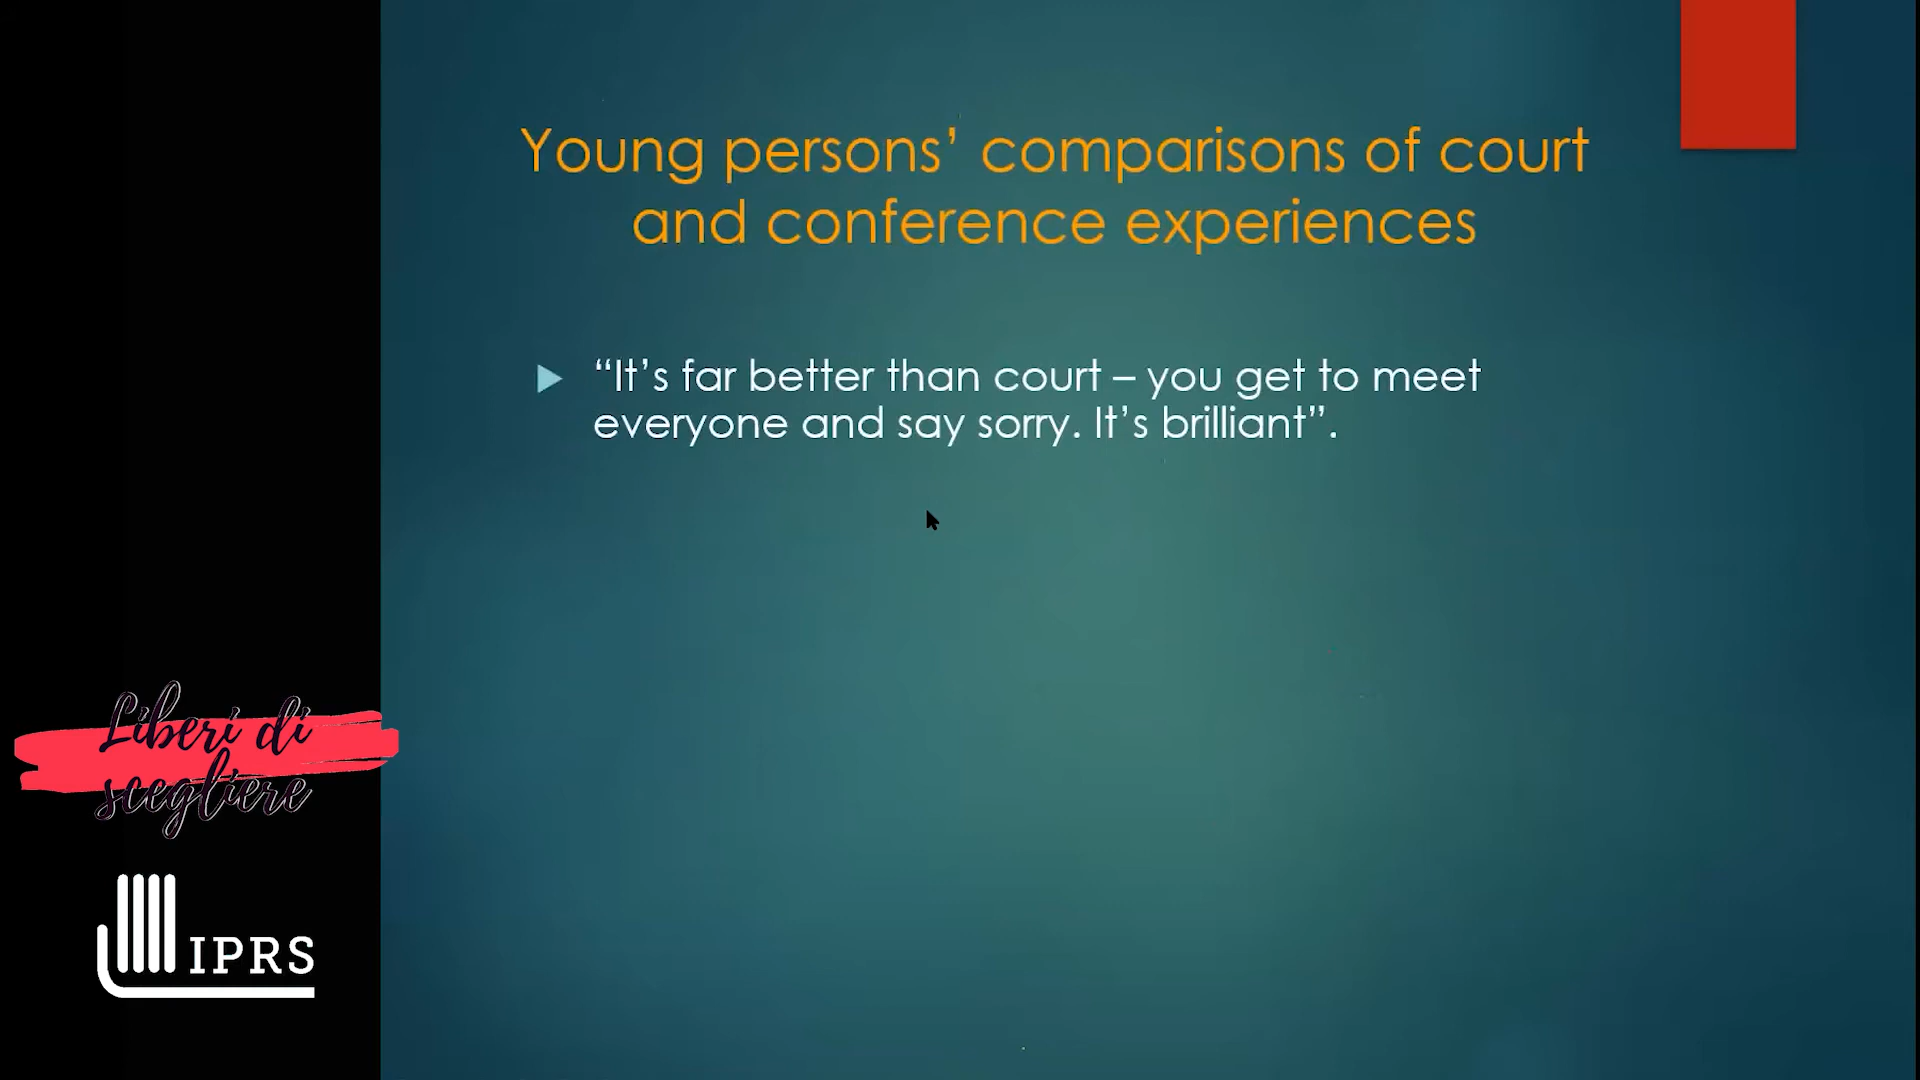 Young persons’ comparisons of court
and conference experiences
“It’s far better than court – you get to meet
everyone and say sorry. It’s brilliant”.
Liberi di
scegliere
IPRS